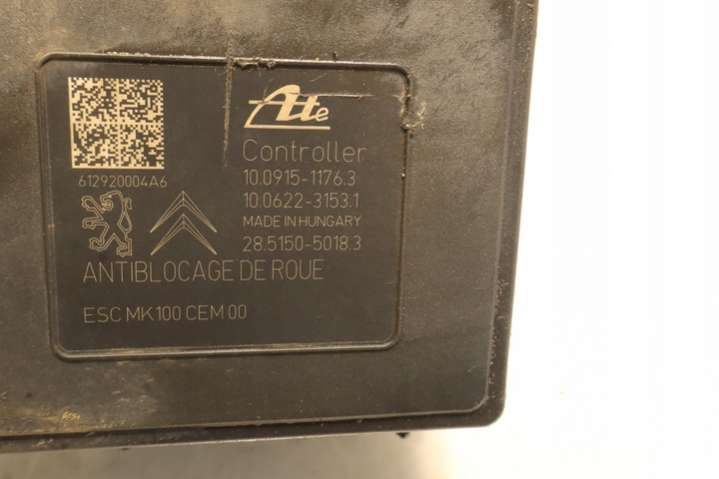 Ate
612920004A6
Controller
10.0915-1176.3
10.0622-3153.1
MADE IN HUNGARY
28.5150-5018.3
ANTIBLOCAGE DE ROUE
ESC MK100 CEM 00